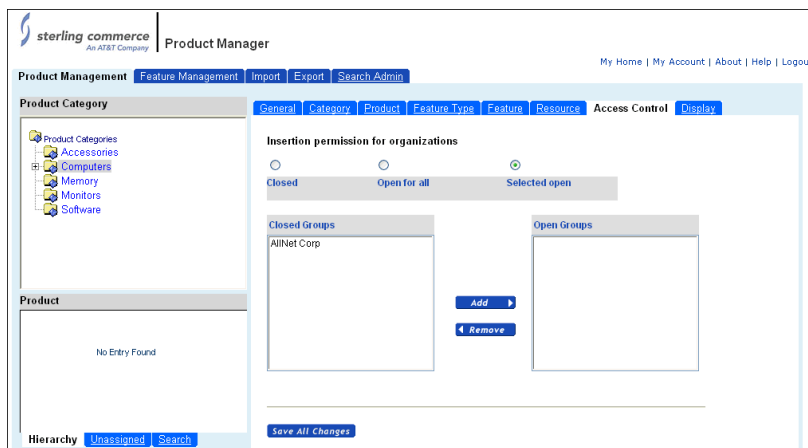 sterling commerce
An AT&T Company
Product Manager
My Home | My Account | About | Help | Logou
Product Management Feature Management Import Export Search Admin
Product Category
Product Categories
Accessories
Computers
Memory
Monitors
Software
Product
No Entry Found
Hierarchy Unassigned Search
General Category Product Feature Type Feature Resource Access Control Display
Insertion permission for organizations
Closed Open for all Selected open
Closed Groups
AllNet Corp
Add
Remove
Open Groups
Save All Changes